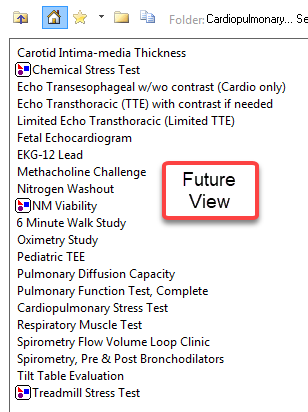 Folder: Cardiopulmonary... Se
Carotid Intima-media Thickness
Chemical Stress Test
Echo Transesophageal w/wo contrast (Cardio only)
Echo Transthoracic (TTE) with contrast if needed
Limited Echo Transthoracic (Limited TTE)
Fetal Echocardiogram
EKG-12 Lead
Methacholine Challenge
Nitrogen Washout
NM Viability
6 Minute Walk Study
Oximetry Study
Pediatric TEE
Pulmonary Diffusion Capacity
Pulmonary Function Test, Complete
Cardiopulmonary Stress Test
Respiratory Muscle Test
Spirometry Flow Volume Loop Clinic
Spirometry, Pre & Post Bronchodilators
Tilt Table Evaluation
Treadmill Stress Test
Future
View